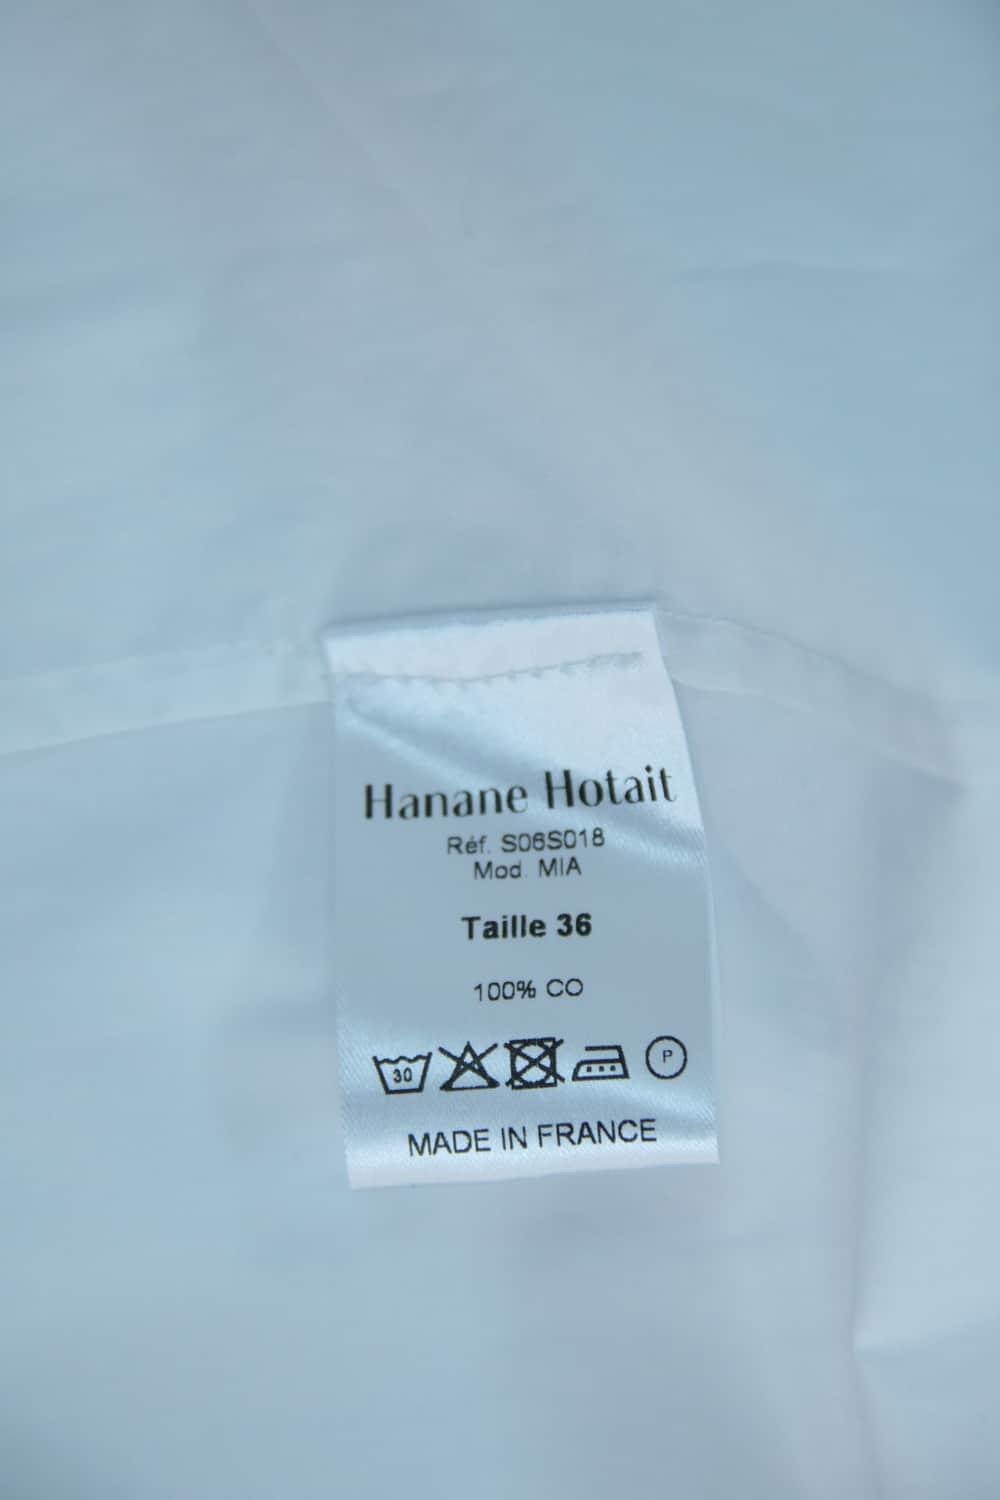 Hanane Hotait
Réf. S06S018
Mod. MIA
Taille 36
100% CO
30
P
MADE IN FRANCE